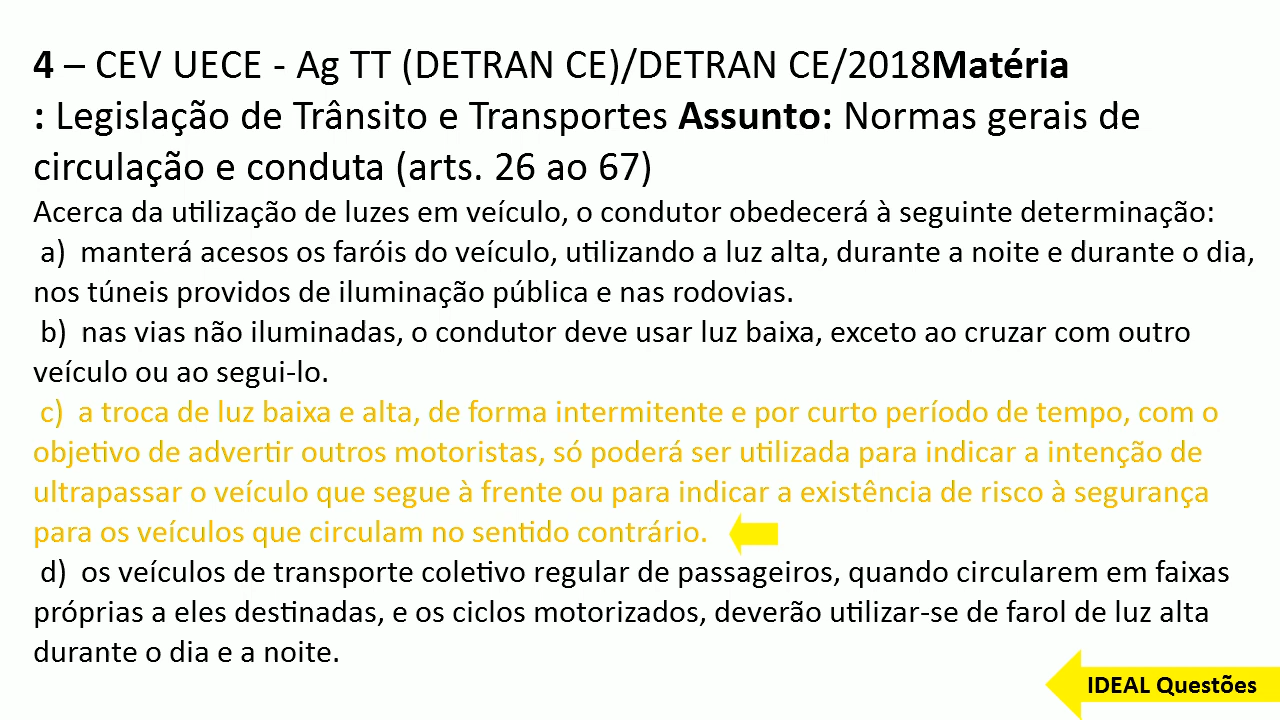 4 – CEV UECE - Ag TT (DETRAN CE)/DETRAN CE/2018Matéria
: Legislação de Trânsito e Transportes Assunto: Normas gerais de
circulação e conduta (arts. 26 ao 67)
Acerca da utilização de luzes em veículo, o condutor obedecerá à seguinte determinação:
a) manterá acesos os faróis do veículo, utilizando a luz alta, durante a noite e durante o dia,
nos túneis providos de iluminação pública e nas rodovias.
b) nas vias não iluminadas, o condutor deve usar luz baixa, exceto ao cruzar com outro
veículo ou ao segui-lo.
c) a troca de luz baixa e alta, de forma intermitente e por curto período de tempo, com o
objetivo de advertir outros motoristas, só poderá ser utilizada para indicar a intenção de
ultrapassar o veículo que segue à frente ou para indicar a existência de risco à segurança
para os veículos que circulam no sentido contrário.
d) os veículos de transporte coletivo regular de passageiros, quando circularem em faixas
próprias a eles destinadas, e os ciclos motorizados, deverão utilizar-se de farol de luz alta
durante o dia e a noite.
IDEAL Questões